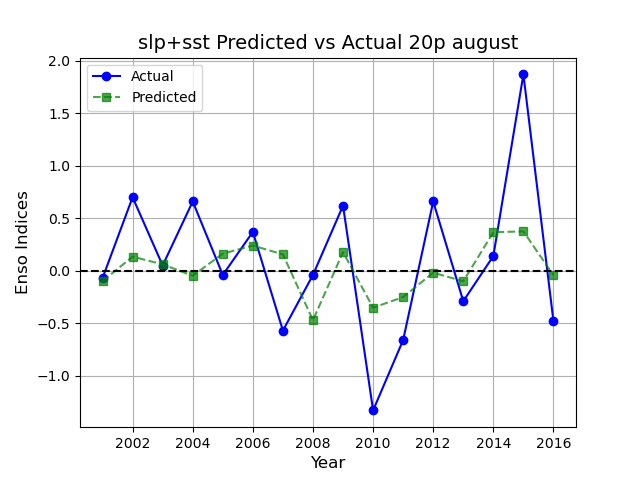 slp+sst Predicted vs Actual 20p august
Actual
Predicted
Enso Indices
2.0
1.5
1.0
0.5
0.0
−0.5
−1.0
2002 2004 2006 2008 2010 2012 2014 2016
Year